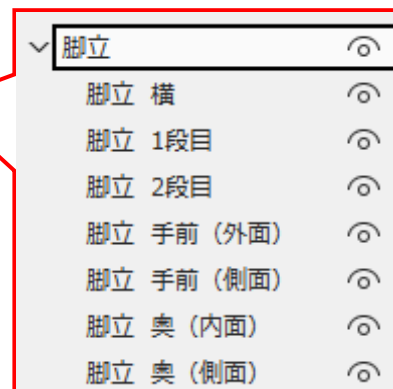 脚立
脚立 横
脚立 1段目
脚立 2段目
脚立 手前（外面）
脚立 手前（側面）
脚立 奥（内面）
脚立 奥（側面）